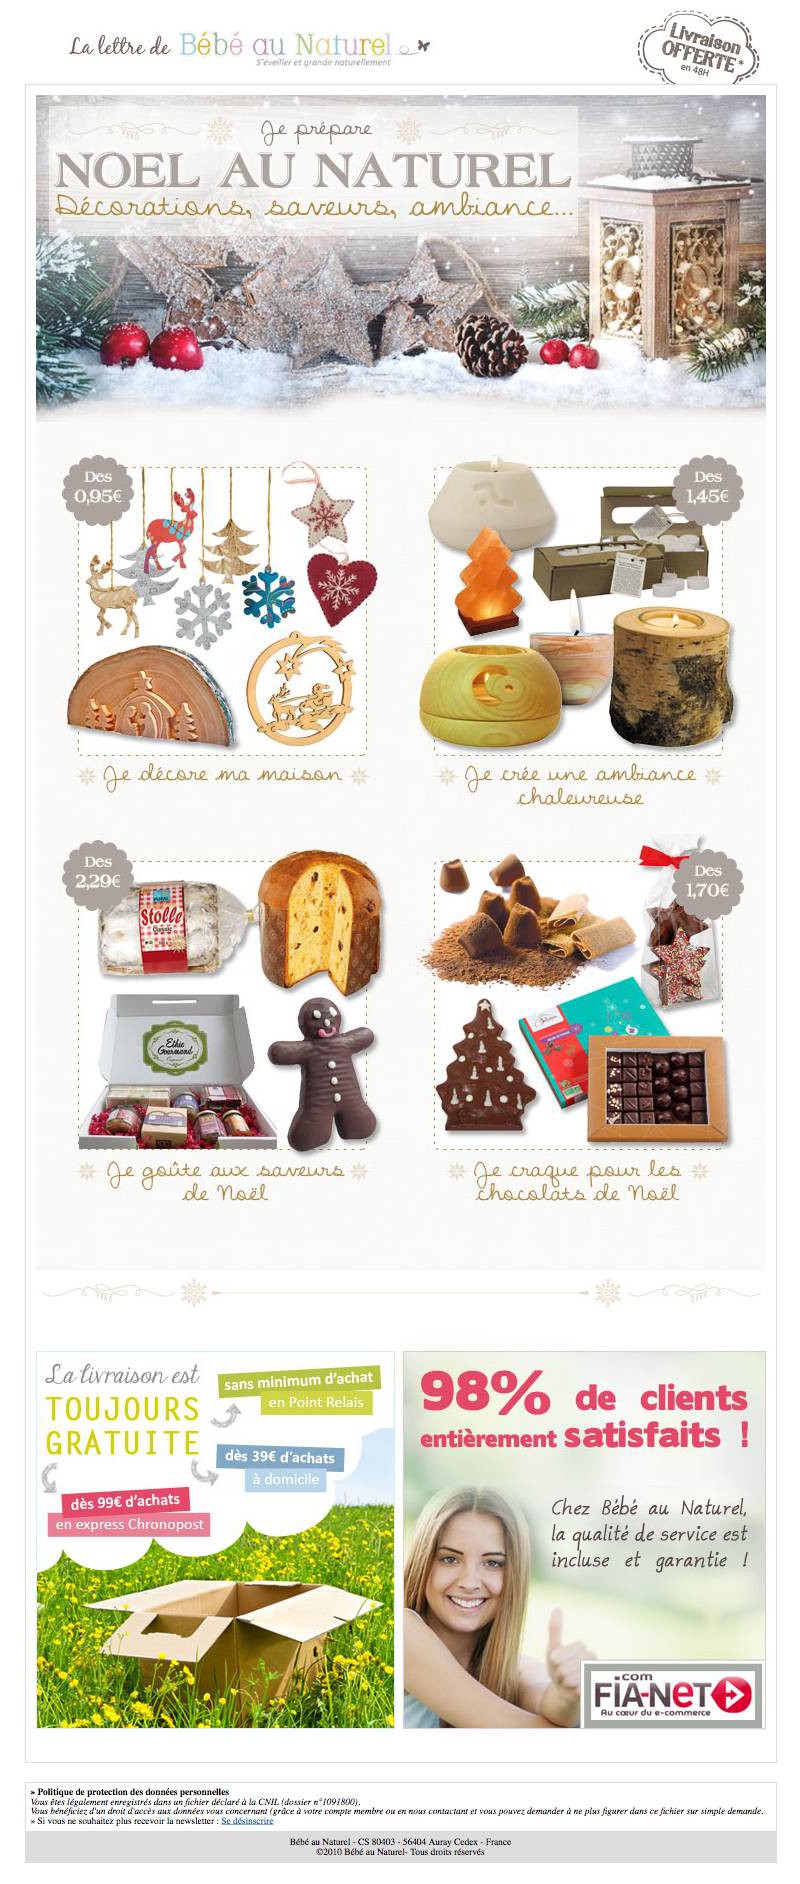 La lettre de Bébé au Naturel
S'éveiller et grandir naturellement
Livraison
OFFERTE*
en 48H
Je prépare
NOEL AU NATUREL
Décorations, saveurs, ambiance...
Des
0,95€
Des
1,45€
Je décore ma maison
Je crée une ambiance
chaleureuse
Des
2,29€
Des
1,70€
Stolle
Classic
Ethic
Gourmand
Je goûte aux saveurs
de Noël
Je craque pour les
chocolats de Noël
La livraison est
TOUJOURS
GRATUITE
sans minimum d'achat
en Point Relais
dès 39€ d'achats
à domicile
dès 99€ d'achats
en express Chronopost
98% de clients
entièrement satisfaits !
Chez Bébé au Naturel,
la qualité de service est
incluse et garantie !
.com
FIA-NET
Au cœur du e-commerce
» Politique de protection des données personnelles
Vous êtes légalement enregistrés dans un fichier déclaré à la CNIL (dossier n°1091800).
Vous bénéficiez d'un droit d'accès aux données vous concernant (grâce à votre compte membre ou en nous contactant et vous pouvez demander à ne plus figurer dans ce fichier sur simple demande.
» Si vous ne souhaitez plus recevoir la newsletter : Se désinscrire
Bébé au Naturel - CS 80403 - 56404 Auray Cedex - France
©2010 Bébé au Naturel- Tous droits réservés